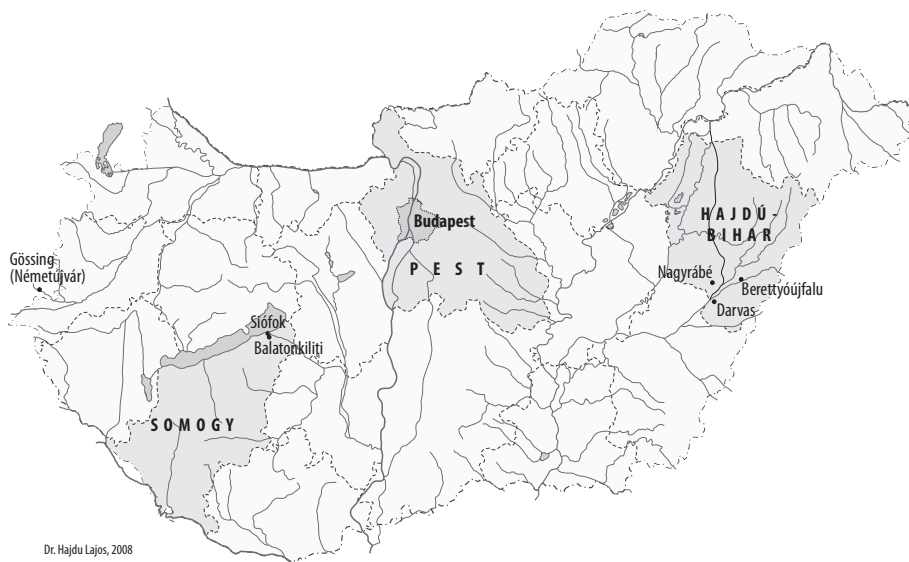 Budapest
PEST
HAJDÚ-
BIHAR
Nagyrábé
Berettyóújfalu
Darvas
Gössing
(Németújvár)
Siófok
Balatonkiliti
SOMOGY
Dr. Hajdu Lajos, 2008